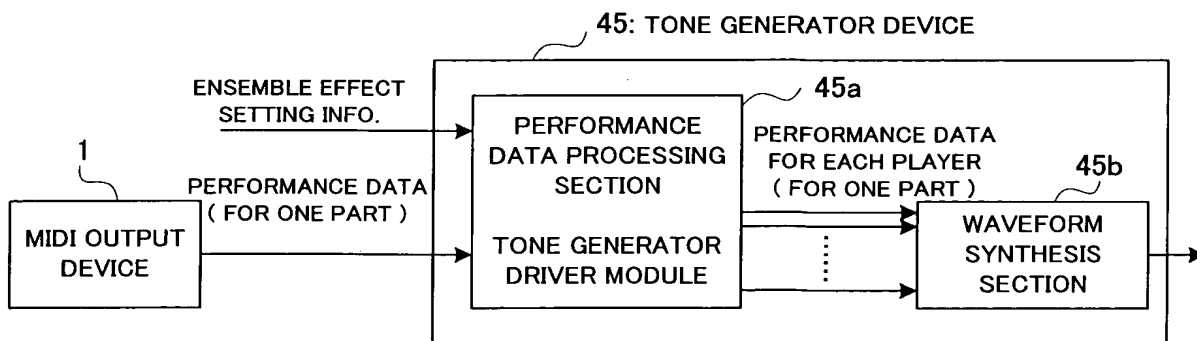 45: TONE GENERATOR DEVICE
ENSEMBLE EFFECT
SETTING INFO.
45a
PERFORMANCE
DATA PROCESSING
SECTION
TONE GENERATOR
DRIVER MODULE
PERFORMANCE DATA
FOR EACH PLAYER
( FOR ONE PART )
45b
1
PERFORMANCE DATA
( FOR ONE PART )
MIDI OUTPUT
DEVICE
WAVEFORM
SYNTHESIS
SECTION